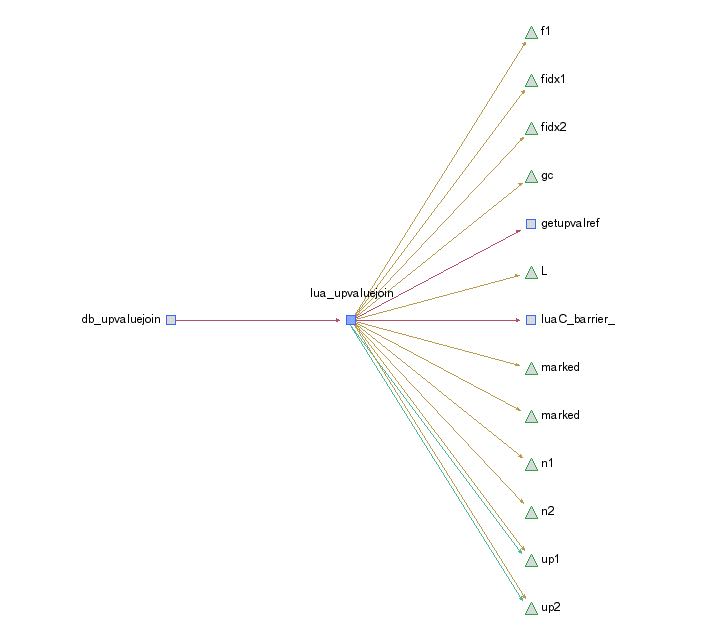 f1
fidx1
fidx2
gc
getupvalref
L
lua_upvaluejoin
db_upvaluejoin
luaC_barrier_
marked
marked
n1
n2
up1
up2